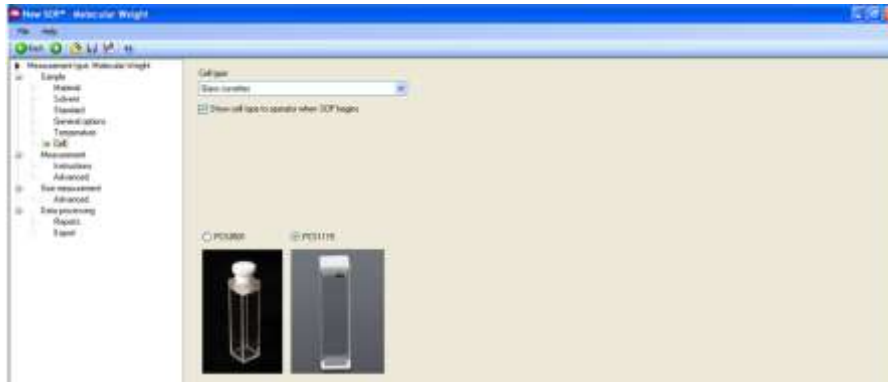 New SOP* - Molecular Weight
File Help
Back
Measurement type: Molecular Weight
Sample
Material
Solvent
Standard
General options
Temperature
Cell
Measurement
Instructions
Advanced
Size measurement
Advanced
Data processing
Reports
Export
Cell type
Glass cuvettes
Show cell type to operator when SOP begins
PCS1119